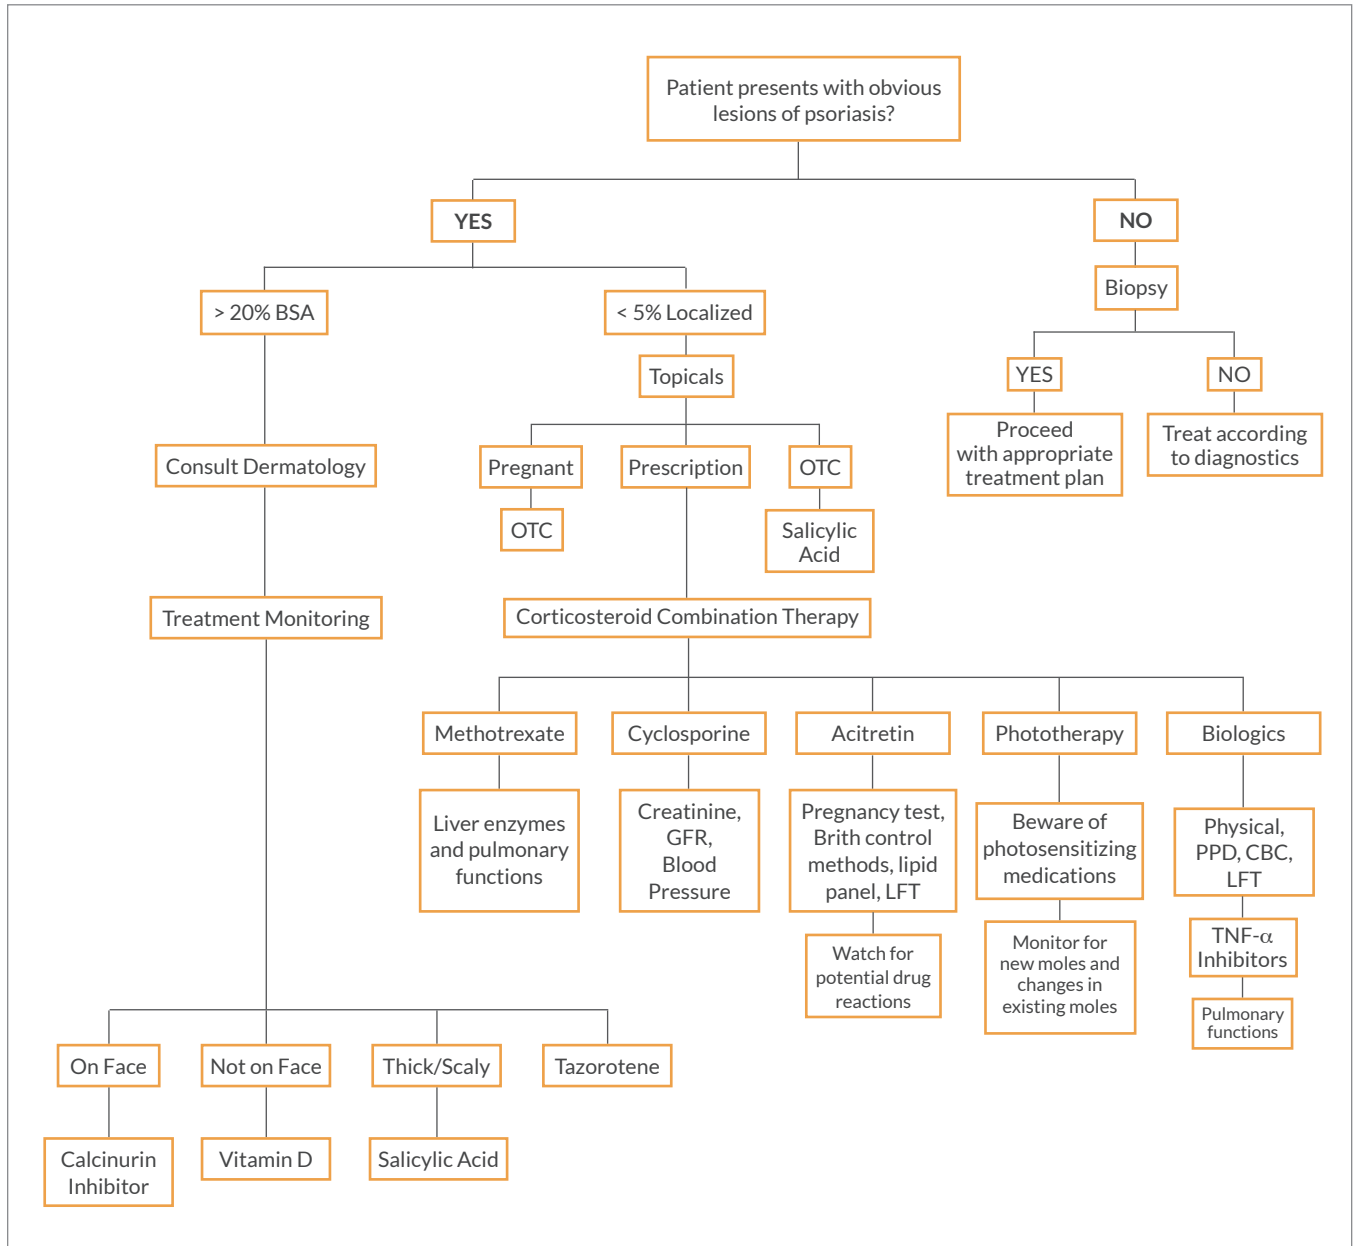 Patient presents with obvious
lesions of psoriasis?
YES
NO
> 20% BSA
< 5% Localized
Biopsy
Topicals
YES
NO
Consult Dermatology
Pregnant
Prescription
OTC
Proceed
with appropriate
treatment plan
Treat according
to diagnostics
OTC
Salicylic
Acid
Treatment Monitoring
Corticosteroid Combination Therapy
Methotrexate
Cyclosporine
Acitretin
Phototherapy
Biologics
Liver enzymes
and pulmonary
functions
Creatinine,
GFR,
Blood
Pressure
Pregnancy test,
Brith control
methods, lipid
panel, LFT
Beware of
photosensitizing
medications
Physical,
PPD, CBC,
LFT
Watch for
potential drug
reactions
Monitor for
new moles and
changes in
existing moles
TNF-α
Inhibitors
Pulmonary
functions
On Face
Not on Face
Thick/Scaly
Tazorotene
Calcinurin
Inhibitor
Vitamin D
Salicylic Acid